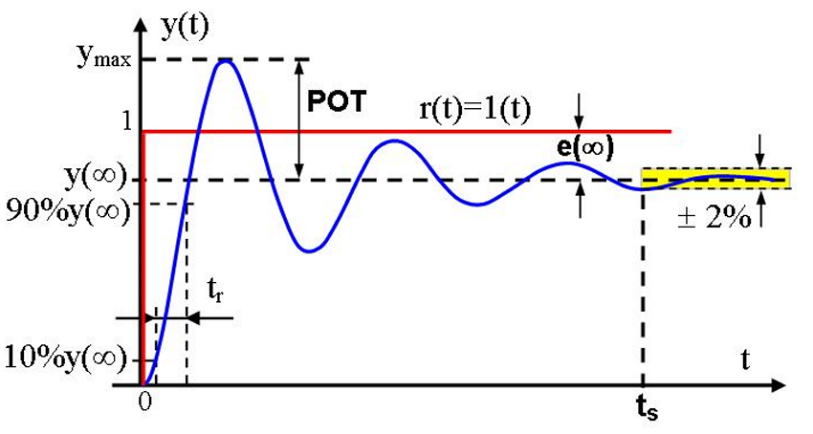 y(t)
yₘₐₓ
POT
1
r(t)=1(t)
e(∞)
y(∞)
90%y(∞)
± 2%
tᵣ
10%y(∞)
t
0
tₛ